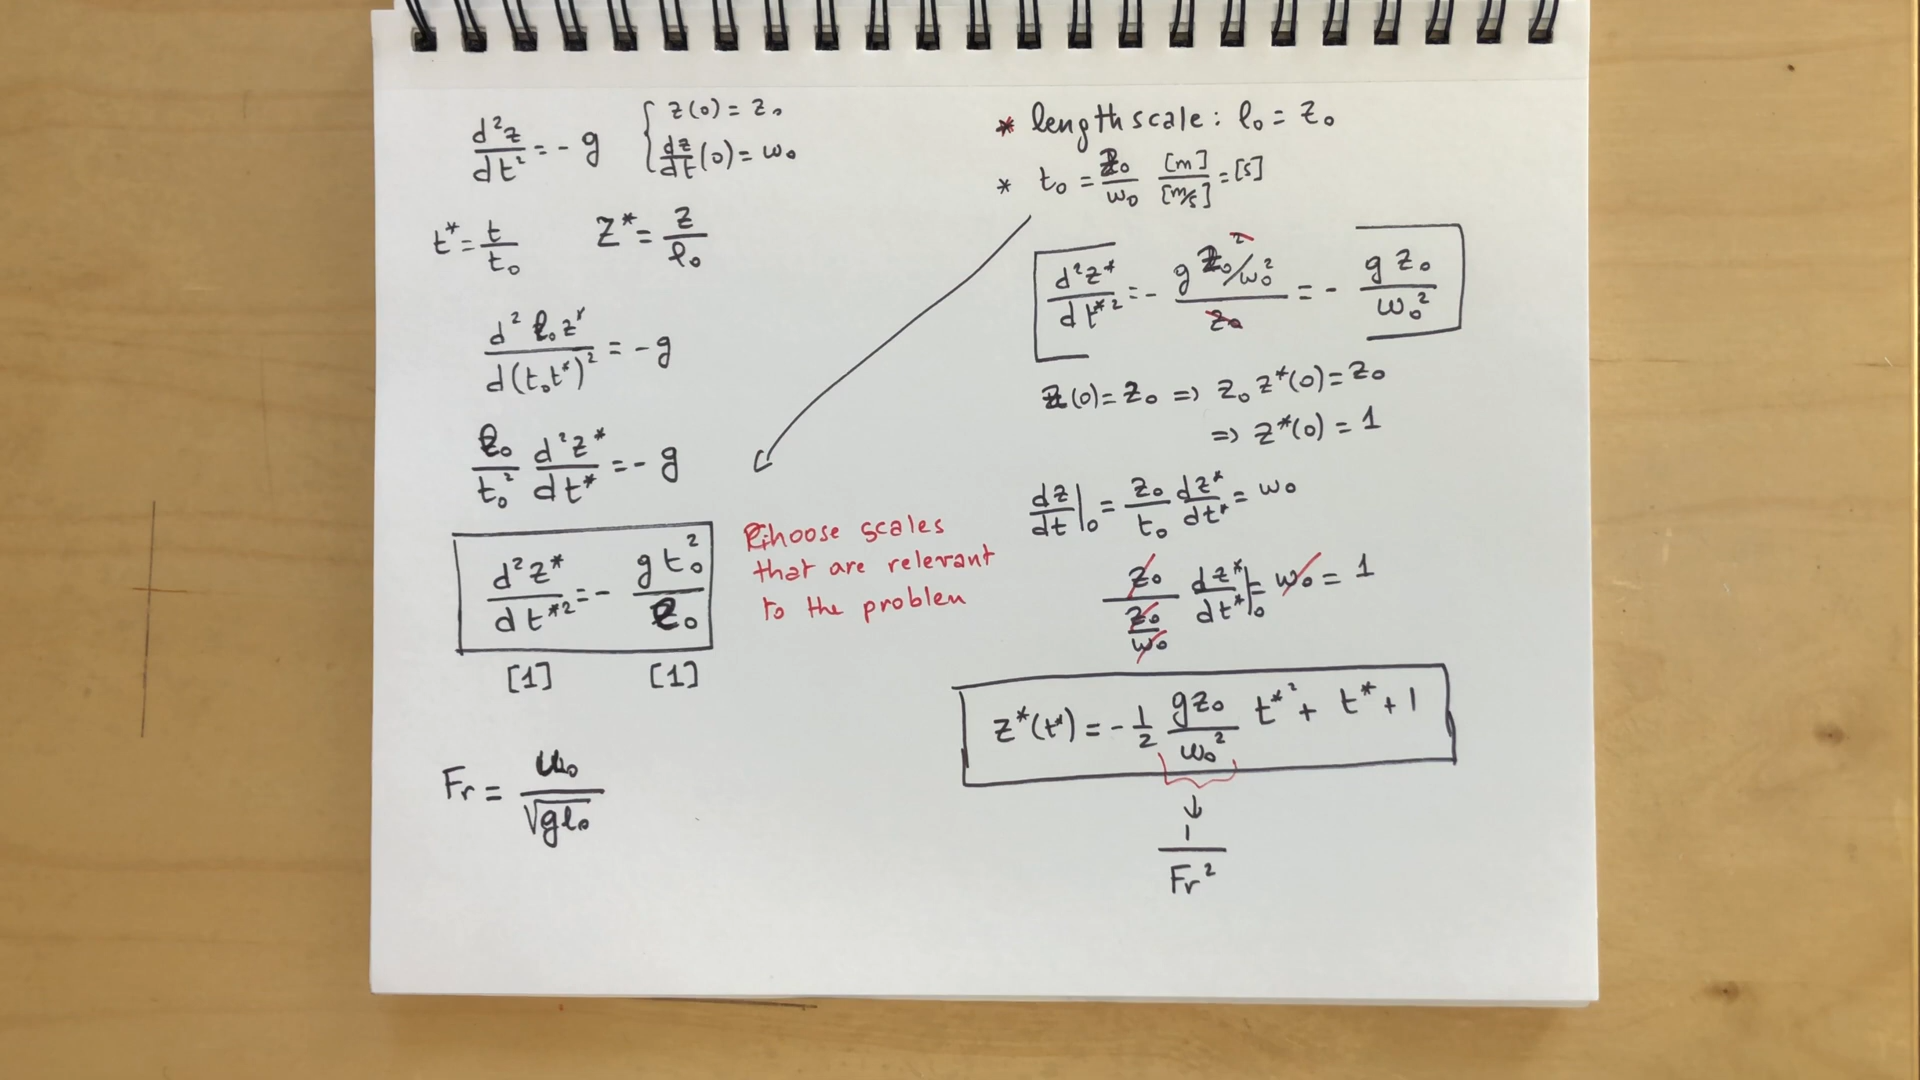 d²z/dt² = - g { z(0) = z₀
dz/dt (0) = w₀
t* = t/t₀   z* = z/l₀
d² l₀ z*/d(t₀t*)² = - g
l₀/t₀² d²z*/dt* = - g
d²z*/dt*² = - g t₀²/l₀
[1] [1]
Fr = u₀/√gl₀
Choose scales
that are relevant
to the problem
* lengthscale : l₀ = z₀
* t₀ = z₀/w₀ [m]/[m/s] = [s]
d²z*/dt*² = - g z₀²/w₀²/z₀ = - g z₀/w₀²
z(0) = z₀ => z₀ z*(0) = z₀
=> z*(0) = 1
dz/dt|₀ = z₀/t₀ dz*/dt* = w₀
z₀/(z₀/w₀) dz*/dt*|₀ = w₀ = 1
z*(t*) = - 1/2 gz₀/w₀² t*² + t* + 1
↓
1/Fr²